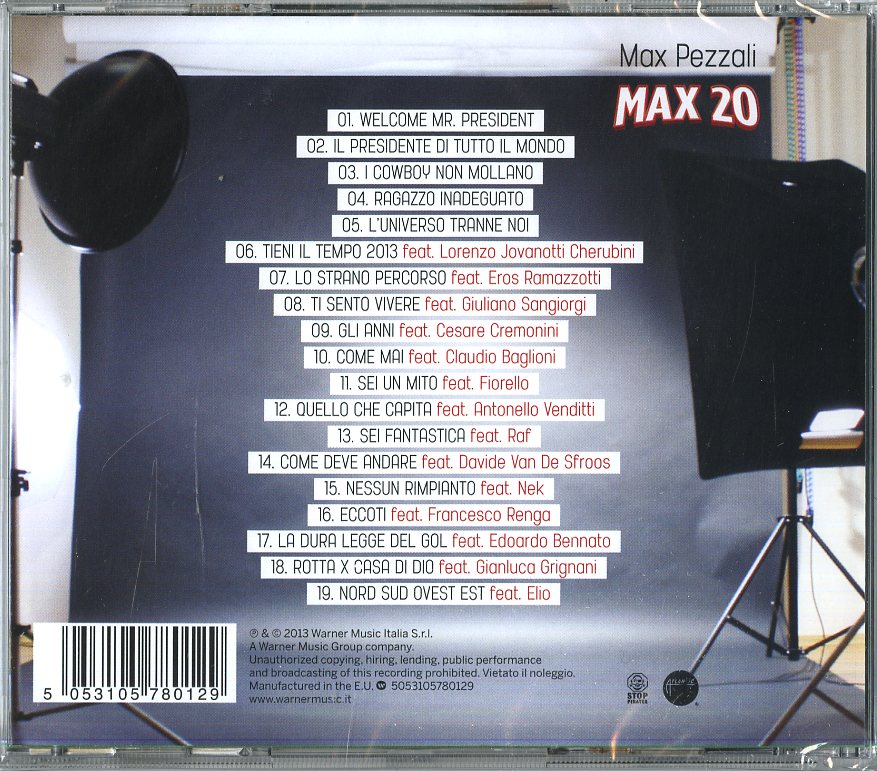 Max Pezzali
MAX 20
01. WELCOME MR. PRESIDENT
02. IL PRESIDENTE DI TUTTO IL MONDO
03. I COWBOY NON MOLLANO
04. RAGAZZO INADEGUATO
05. L'UNIVERSO TRANNE NOI
06. TIENI IL TEMPO 2013 feat. Lorenzo Jovanotti Cherubini
07. LO STRANO PERCORSO feat. Eros Ramazzotti
08. TI SENTO VIVERE feat. Giuliano Sangiorgi
09. GLI ANNI feat. Cesare Cremonini
10. COME MAI feat. Claudio Baglioni
11. SEI UN MITO feat. Fiorello
12. QUELLO CHE CAPITA feat. Antonello Venditti
13. SEI FANTASTICA feat. Raf
14. COME DEVE ANDARE feat. Davide Van De Sfroos
15. NESSUN RIMPIANTO feat. Nek
16. ECCOTI feat. Francesco Renga
17. LA DURA LEGGE DEL GOL feat. Edoardo Bennato
18. ROTTA X CASA DI DIO feat. Gianluca Grignani
19. NORD SUD OVEST EST feat. Elio
℗ & © 2013 Warner Music Italia S.r.l.
A Warner Music Group company.
Unauthorized copying, hiring, lending, public performance
and broadcasting of this recording prohibited. Vietato il noleggio.
Manufactured in the E.U. 5053105780129
www.warnermusic.it
5 053105 780129
STOP
PIRATES
ATLANTIC